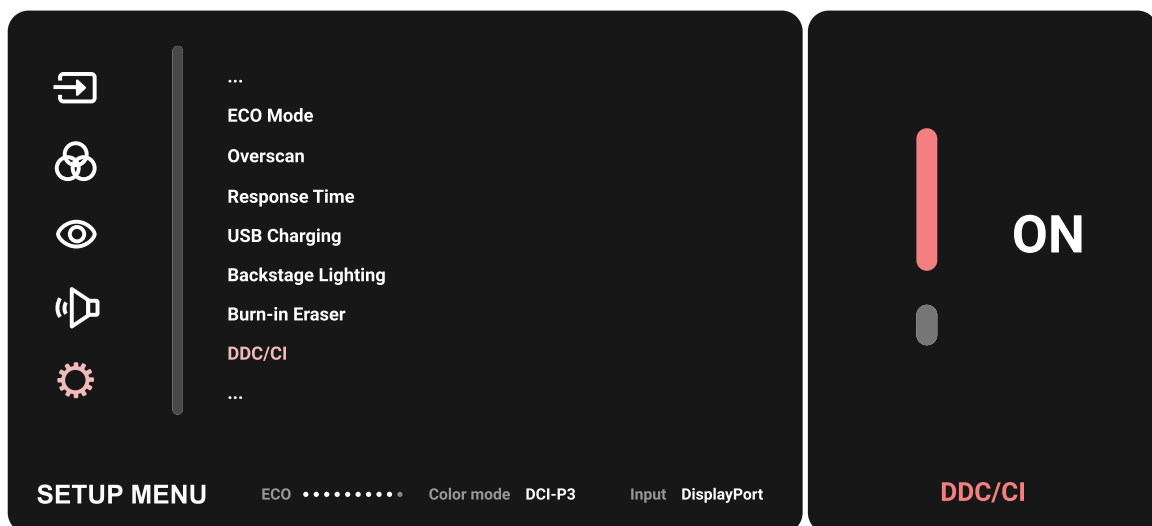 ...
ECO Mode
Overscan
Response Time
USB Charging
Backstage Lighting
Burn-in Eraser
DDC/CI
...
SETUP MENU ECO Color mode DCI-P3 Input DisplayPort
ON
DDC/CI